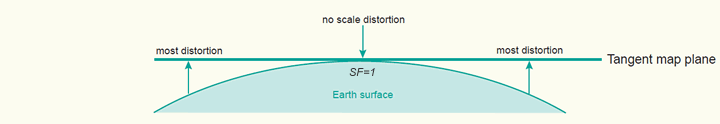 no scale distortion
most distortion
most distortion
Tangent map plane
SF=1
Earth surface